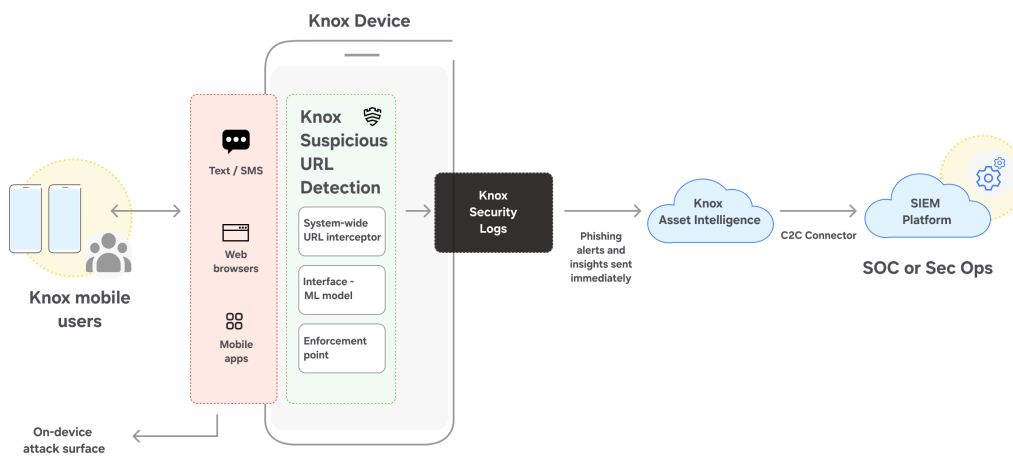 Knox Device
Knox
Suspicious
URL
Detection
Text / SMS
System-wide
URL interceptor
Web
browsers
Interface -
ML model
Mobile
apps
Enforcement
point
Knox mobile
users
On-device
attack surface
Knox
Security
Logs
Phishing
alerts and
insights sent
immediately
Knox
Asset Intelligence
C2C Connector
SIEM
Platform
SOC or Sec Ops